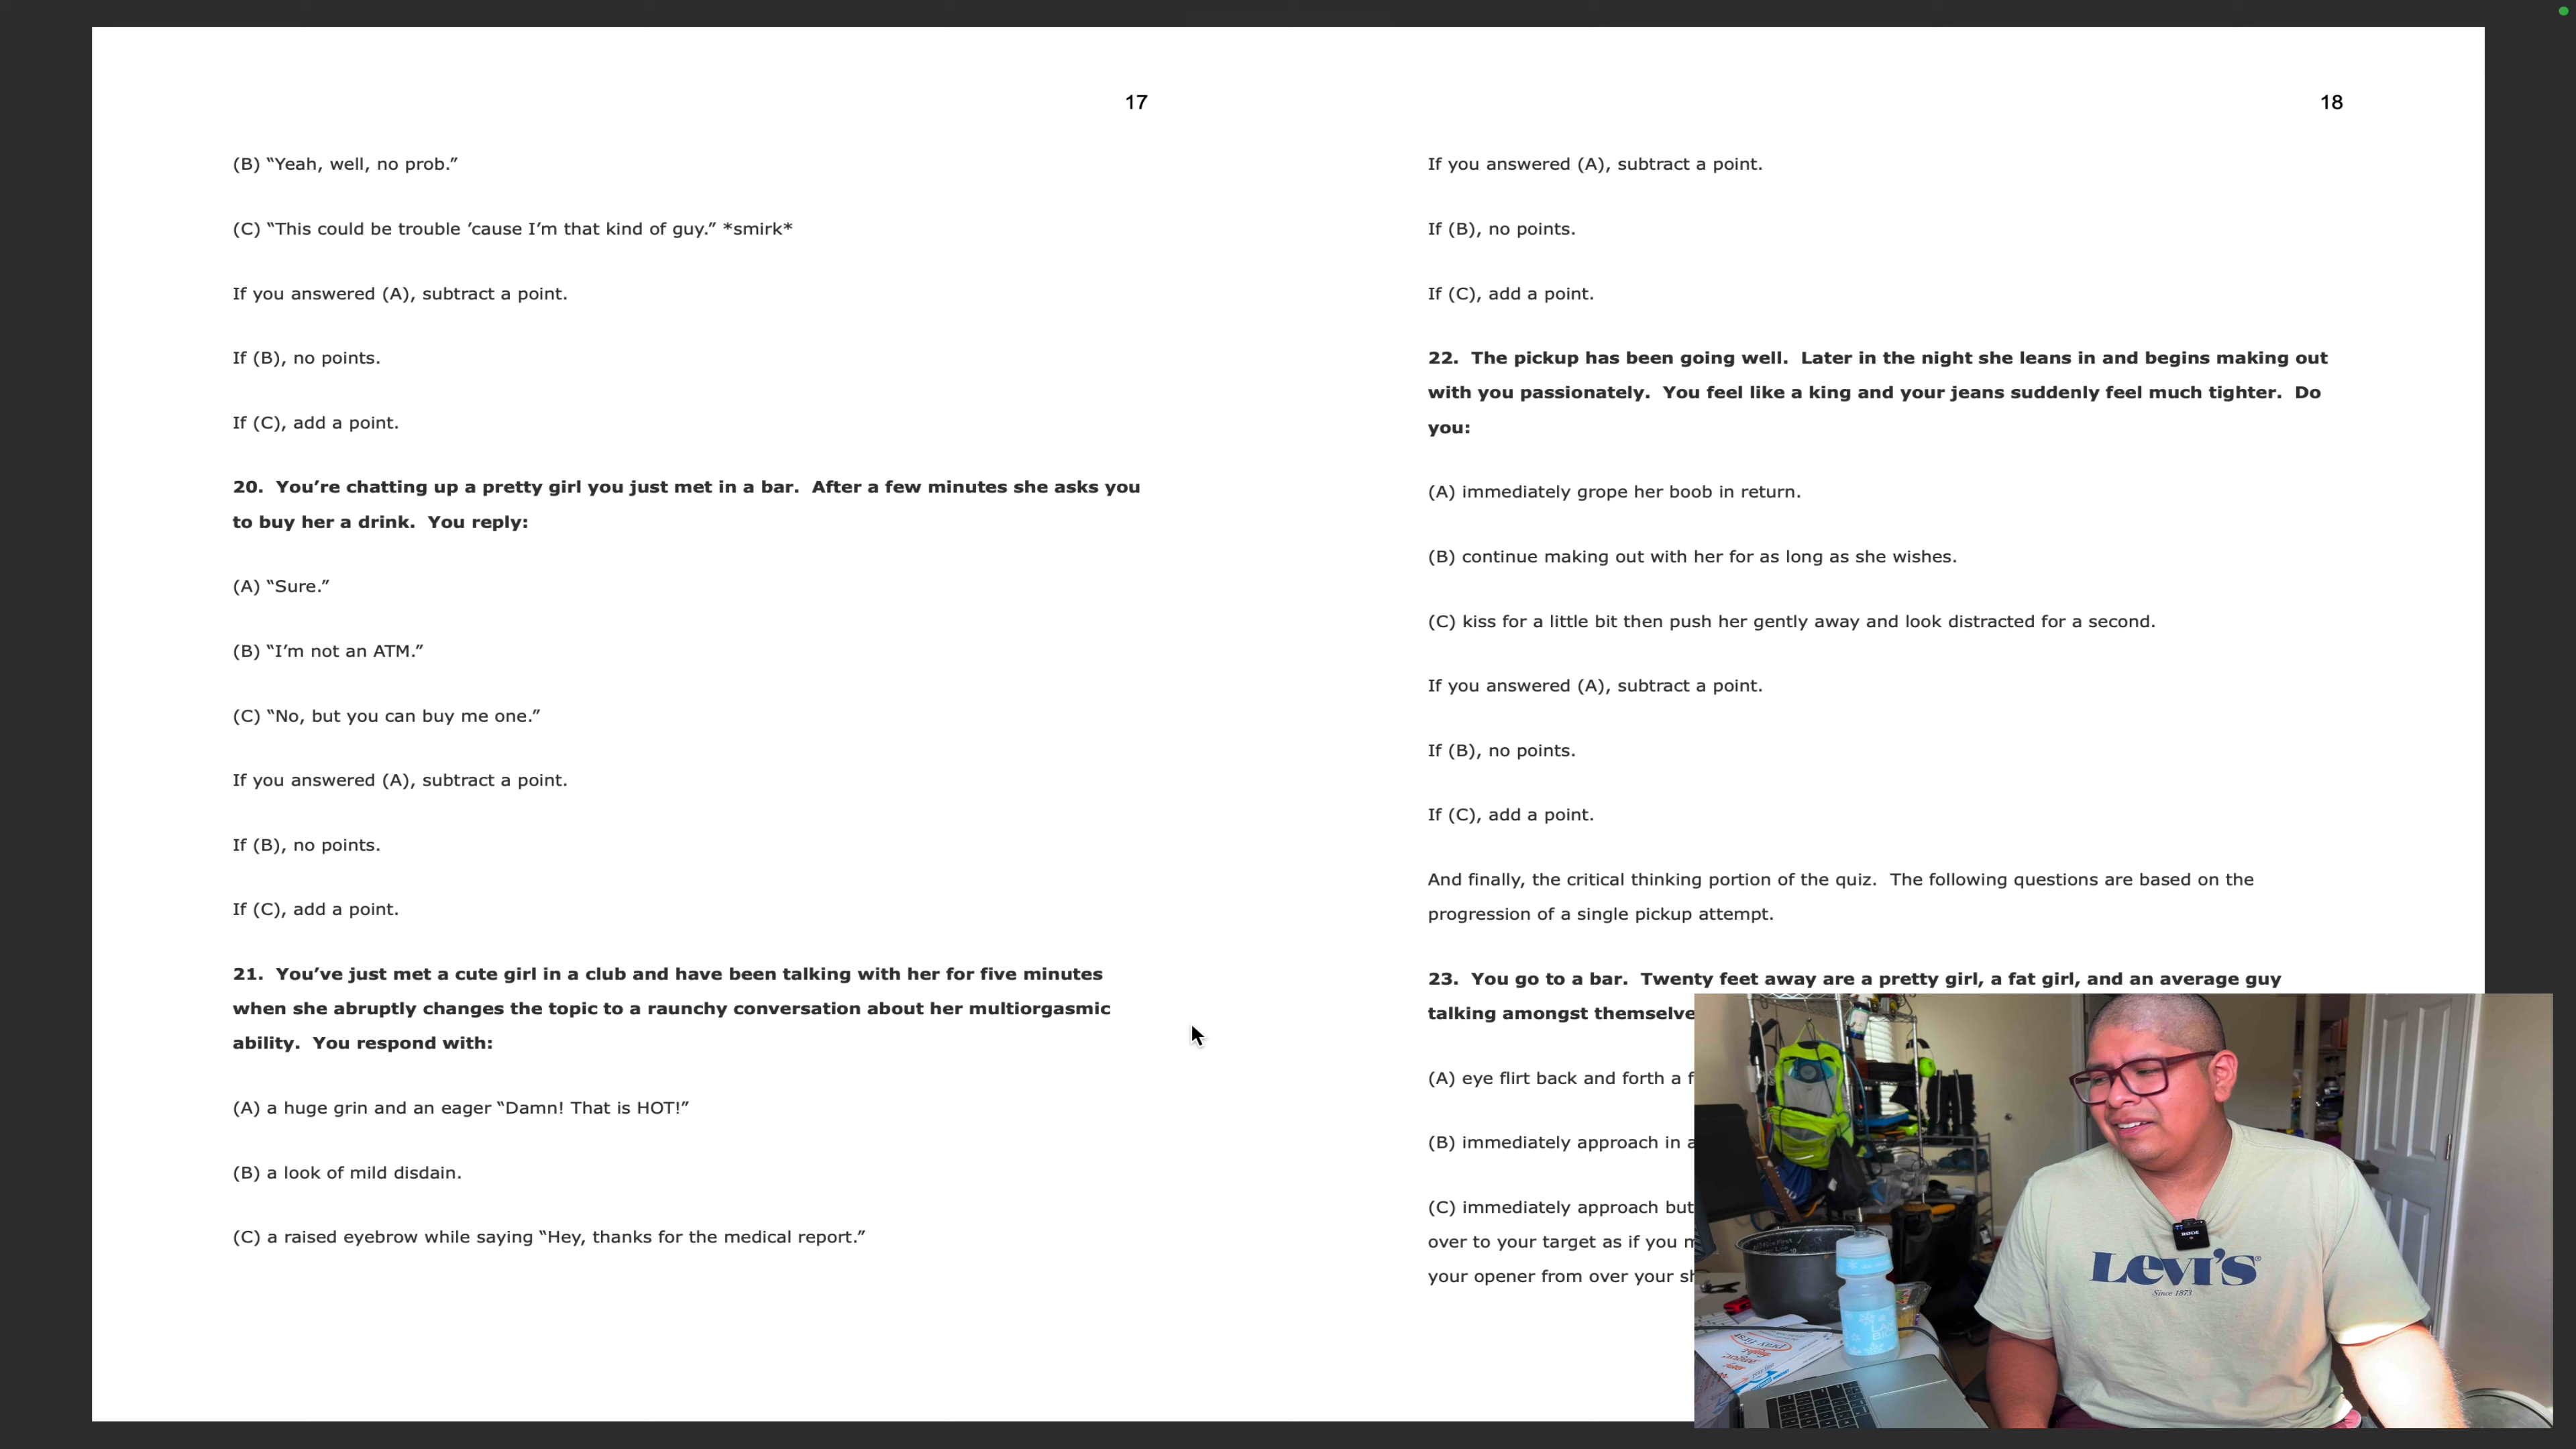 17
(B) “Yeah, well, no prob.”
(C) “This could be trouble ’cause I’m that kind of guy.” *smirk*
If you answered (A), subtract a point.
If (B), no points.
If (C), add a point.
20.  You’re chatting up a pretty girl you just met in a bar.  After a few minutes she asks you
to buy her a drink.  You reply:
(A) “Sure.”
(B) “I’m not an ATM.”
(C) “No, but you can buy me one.”
If you answered (A), subtract a point.
If (B), no points.
If (C), add a point.
21.  You’ve just met a cute girl in a club and have been talking with her for five minutes
when she abruptly changes the topic to a raunchy conversation about her multiorgasmic
ability.  You respond with:
(A) a huge grin and an eager “Damn! That is HOT!”
(B) a look of mild disdain.
(C) a raised eyebrow while saying “Hey, thanks for the medical report.”
18
If you answered (A), subtract a point.
If (B), no points.
If (C), add a point.
22.  The pickup has been going well.  Later in the night she leans in and begins making out
with you passionately.  You feel like a king and your jeans suddenly feel much tighter.  Do
you:
(A) immediately grope her boob in return.
(B) continue making out with her for as long as she wishes.
(C) kiss for a little bit then push her gently away and look distracted for a second.
If you answered (A), subtract a point.
If (B), no points.
If (C), add a point.
And finally, the critical thinking portion of the quiz.  The following questions are based on the
progression of a single pickup attempt.
23.  You go to a bar.  Twenty feet away are a pretty girl, a fat girl, and an average guy
talking amongst themselve
(A) eye flirt back and forth a f
(B) immediately approach in a
(C) immediately approach but
over to your target as if you
your opener from over your
RØDE
Levi's
Since 1873